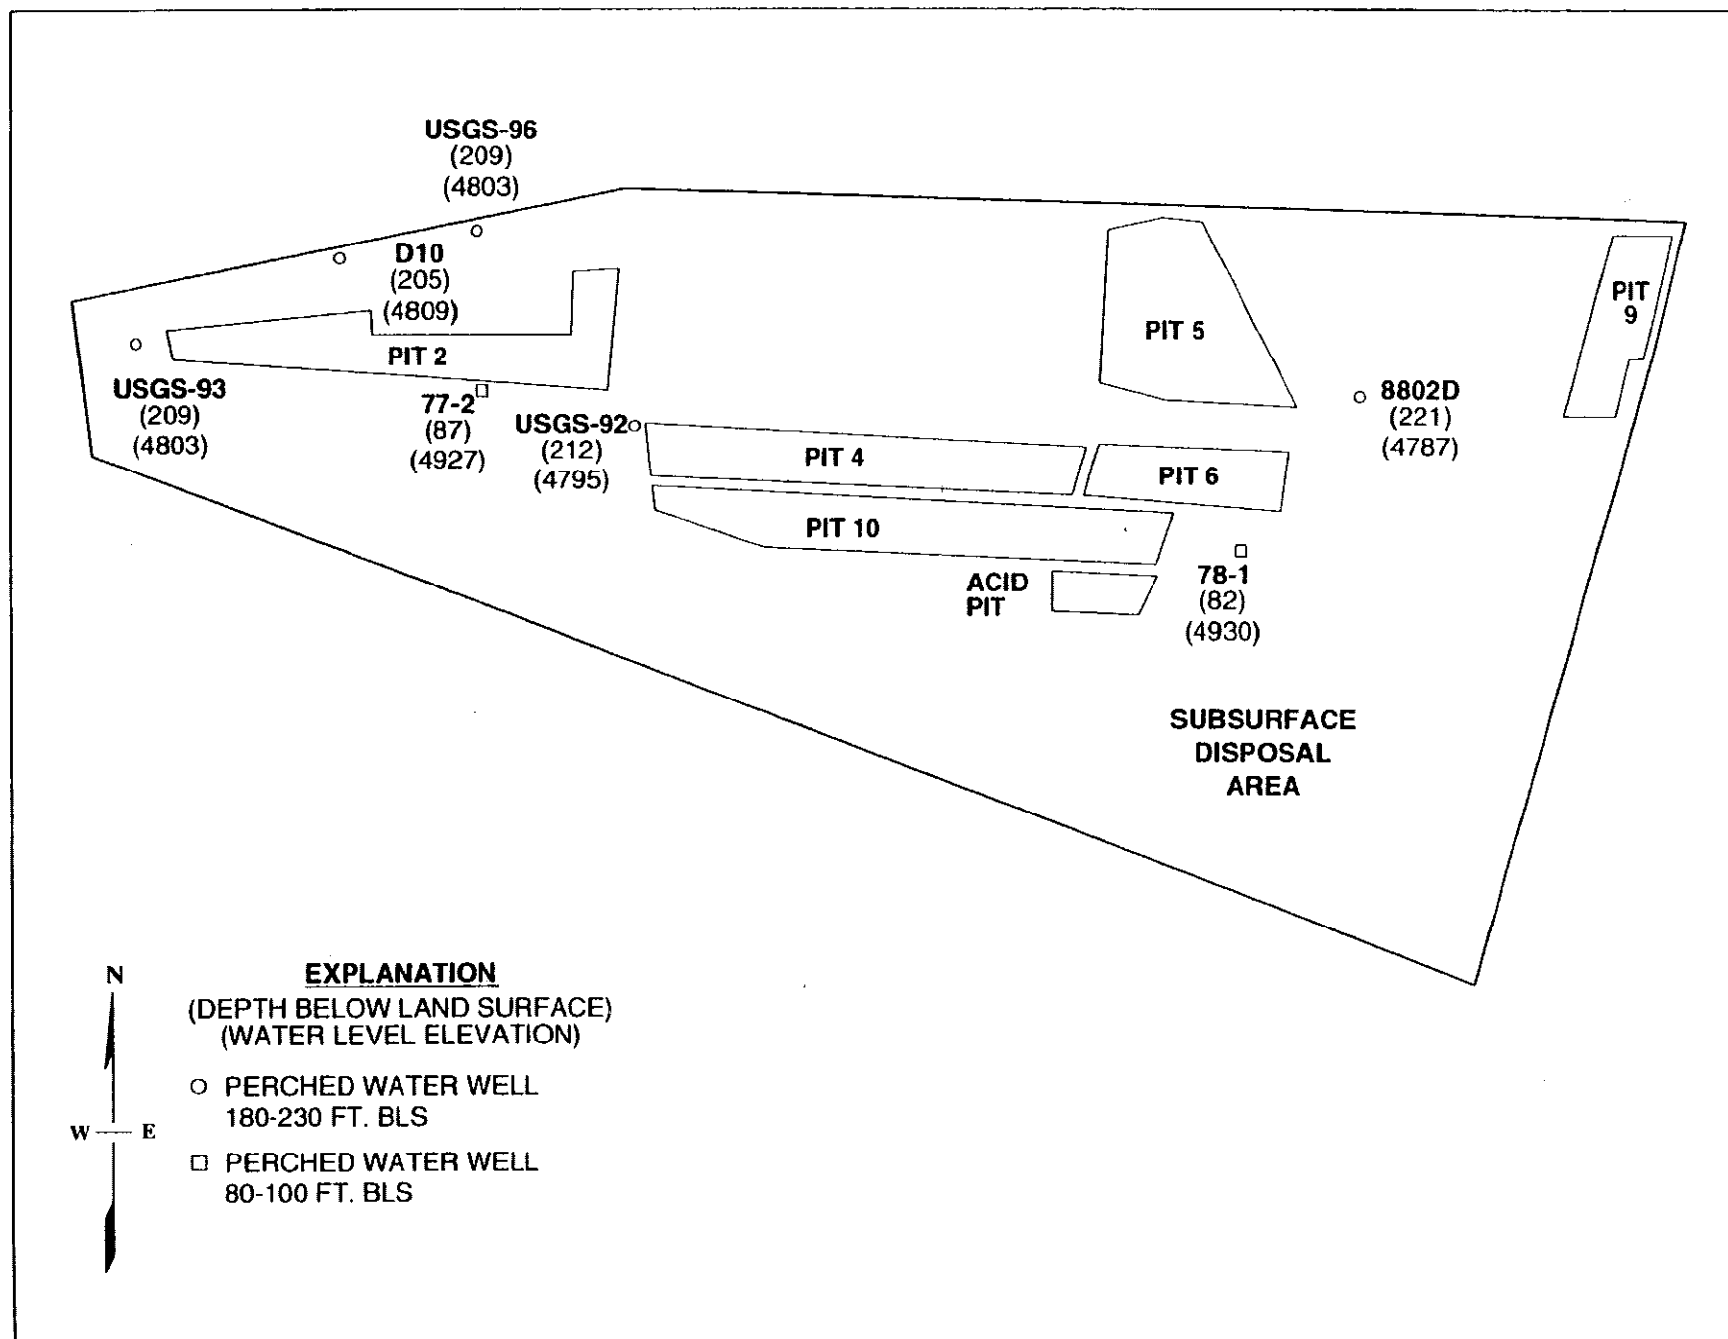 USGS-96
(209)
(4803)
D10
(205)
(4809)
PIT 2
USGS-93
(209)
(4803)
77-2
(87)
(4927)
USGS-92
(212)
(4795)
PIT 4
PIT 10
PIT 5
PIT 6
PIT
9
8802D
(221)
(4787)
ACID
PIT
78-1
(82)
(4930)
SUBSURFACE
DISPOSAL
AREA
N
W E
EXPLANATION
(DEPTH BELOW LAND SURFACE)
(WATER LEVEL ELEVATION)
PERCHED WATER WELL
180-230 FT. BLS
PERCHED WATER WELL
80-100 FT. BLS